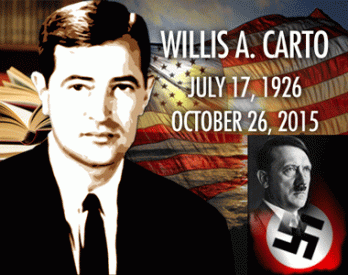 WILLIS A. CARTO
JULY 17, 1926
OCTOBER 26, 2015